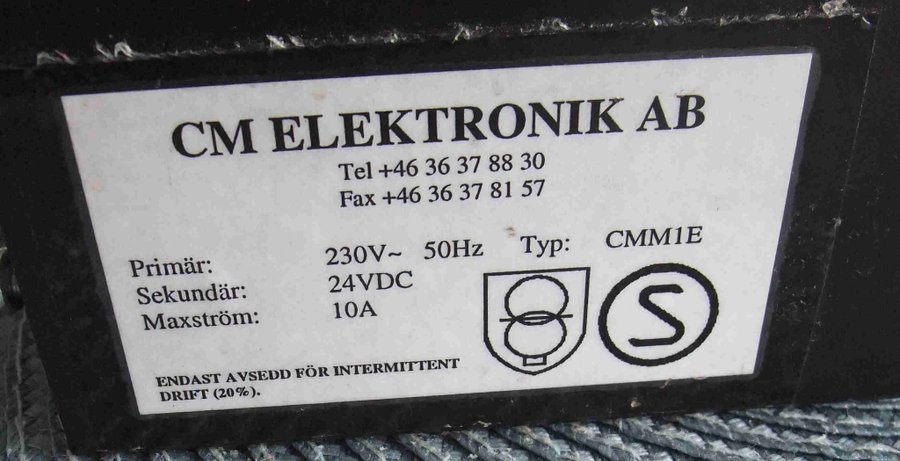 CM ELEKTRONIK AB
Tel +46 36 37 88 30
Fax +46 36 37 81 57
Primär: 230V~ 50Hz Typ: CMM1E
Sekundär: 24VDC
Maxström: 10A
S
ENDAST AVSEDD FÖR INTERMITTENT
DRIFT (20%).